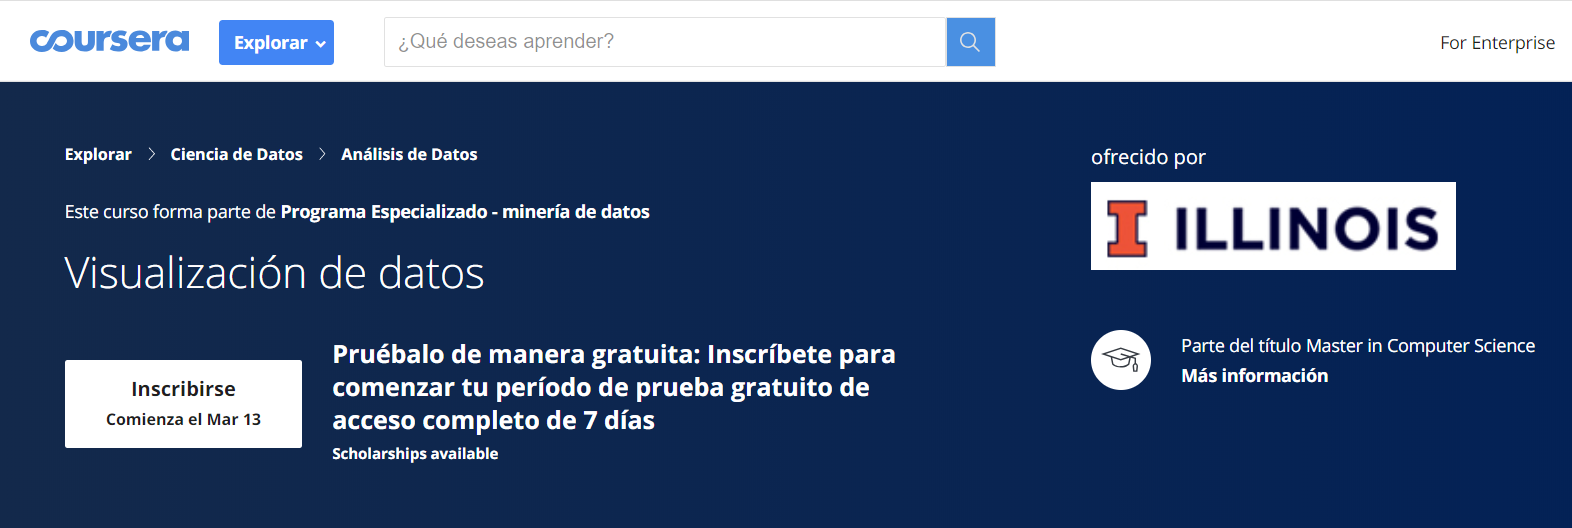 coursera
Explorar
¿Qué deseas aprender?
For Enterprise
Explorar > Ciencia de Datos > Análisis de Datos
Este curso forma parte de Programa Especializado - minería de datos
Visualización de datos
Inscribirse
Comienza el Mar 13
Pruébalo de manera gratuita: Inscríbete para
comenzar tu período de prueba gratuito de
acceso completo de 7 días
Scholarships available
ofrecido por
I ILLINOIS
Parte del título Master in Computer Science
Más información